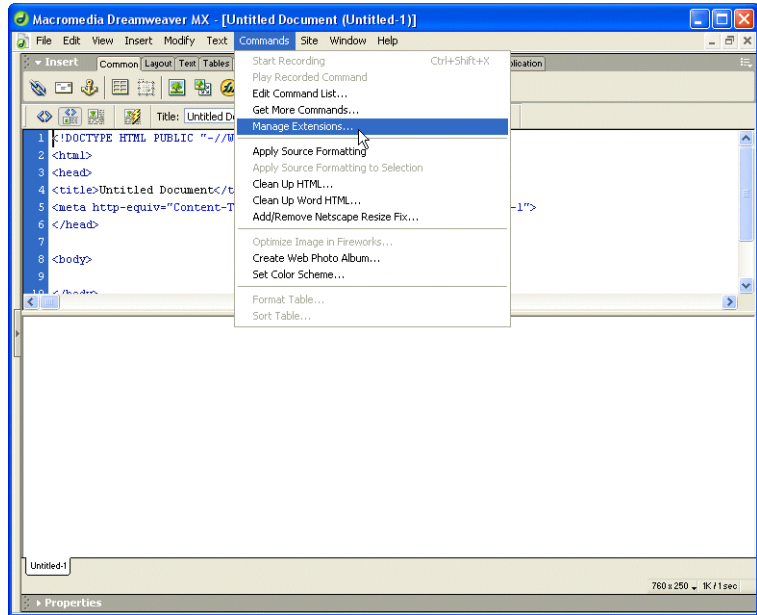 Macromedia Dreamweaver MX - [Untitled Document (Untitled-1)]
File Edit View Insert Modify Text Commands Site Window Help
Insert Common Layout Text Tables
Start Recording Ctrl+Shift+X
Play Recorded Command
Edit Command List...
Get More Commands...
Manage Extensions...
Apply Source Formatting
Apply Source Formatting to Selection
Clean Up HTML...
Clean Up Word HTML...
Add/Remove Netscape Resize Fix...
Optimize Image in Fireworks...
Create Web Photo Album...
Set Color Scheme...
Format Table...
Sort Table...
Title: Untitled D
1 <!DOCTYPE HTML PUBLIC "-//W
2 <html>
3 <head>
4 <title>Untitled Document</t
5 <meta http-equiv="Content-T -1">
6 </head>
7
8 <body>
9
10 </body>
Untitled-1
760 x 250 1K / 1 sec
Properties